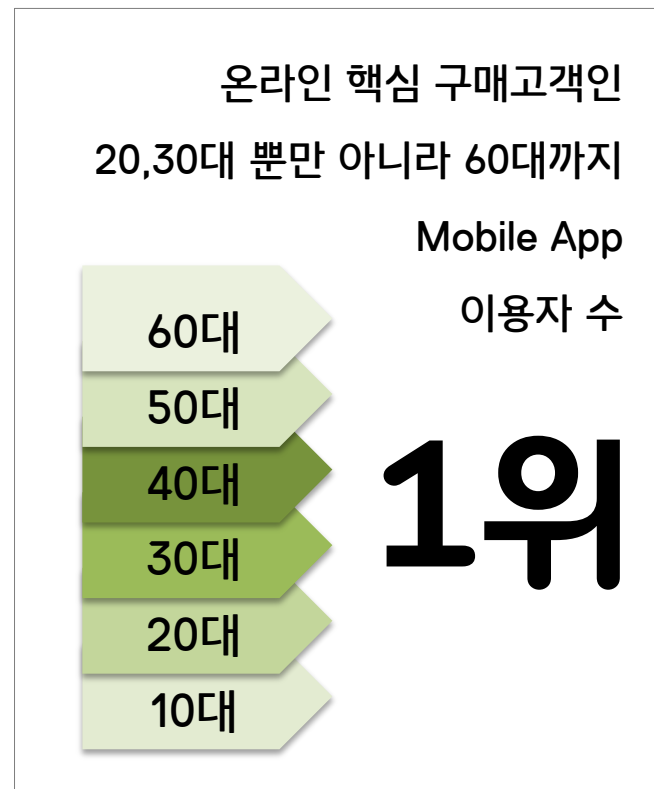 온라인 핵심 구매고객인
20,30대 뿐만 아니라 60대까지
Mobile App
이용자 수
1위
60대
50대
40대
30대
20대
10대